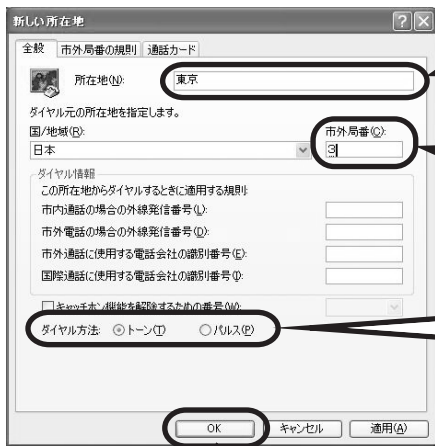 新しい所在地
全般 市外局番の規則 通話カード
所在地(N): 東京
ダイヤル元の所在地を指定します。
国/地域(R): 市外局番(C):
日本 3
ダイヤル情報
この所在地からダイヤルするときに適用する規則:
市内通話の場合の外線発信番号(L):
市外電話の場合の外線発信番号(D):
市外通話に使用する電話会社の識別番号(E):
国際通話に使用する電話会社の識別番号(I):
キャッチホン機能を解除するための番号(W):
ダイヤル方法: トーン(T) パルス(P)
OK キャンセル 適用(A)